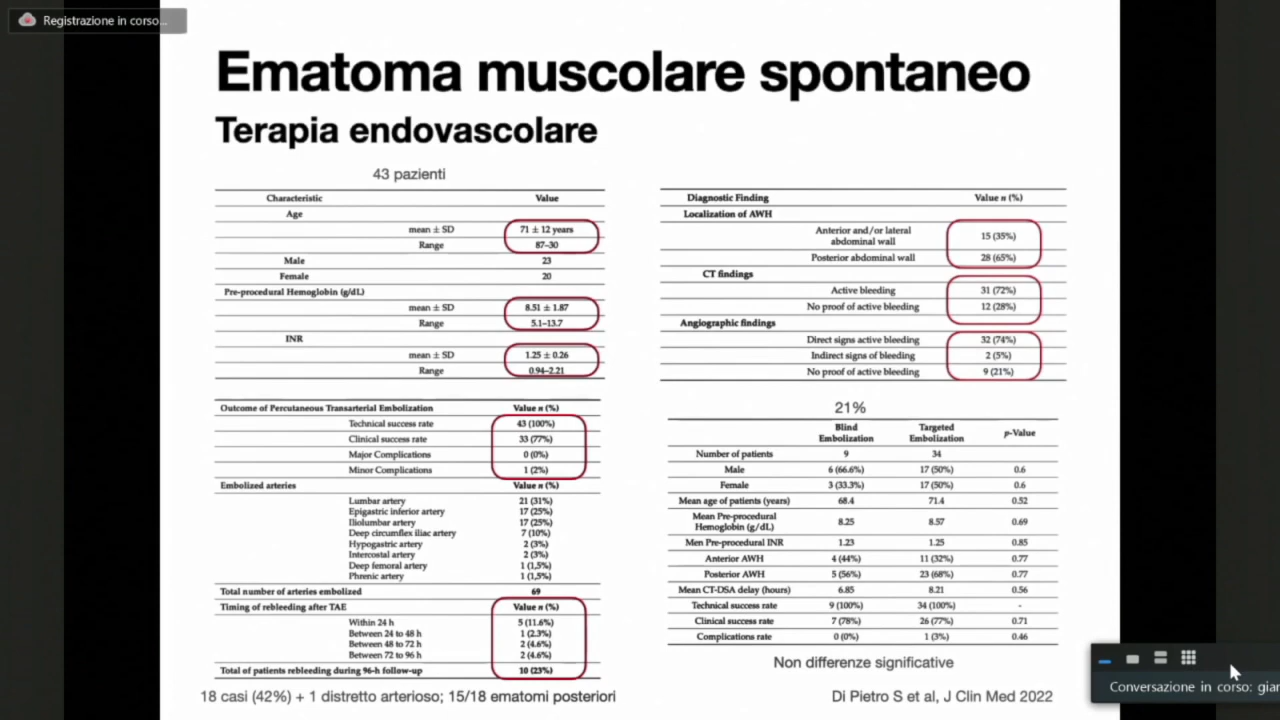 Registrazione in corso...
Ematoma muscolare spontaneo
Terapia endovascolare
43 pazienti
Characteristic Value
Age
mean ± SD 71 ± 12 years
Range 87–30
Male 23
Female 20
Pre-procedural Hemoglobin (g/dL)
mean ± SD 8.51 ± 1.87
Range 5.1–13.7
INR
mean ± SD 1.25 ± 0.26
Range 0.94–2.21
Outcome of Percutaneous Transarterial Embolization Value n (%)
Technical success rate 43 (100%)
Clinical success rate 33 (77%)
Major Complications 0 (0%)
Minor Complications 1 (2%)
Embolized arteries Value n (%)
Lumbar artery 21 (31%)
Epigastric inferior artery 17 (25%)
Iliolumbar artery 17 (25%)
Deep circumflex iliac artery 7 (10%)
Hypogastric artery 2 (3%)
Intercostal artery 2 (3%)
Deep femoral artery 1 (1,5%)
Phrenic artery 1 (1,5%)
Total number of arteries embolized 69
Timing of rebleeding after TAE Value n (%)
Within 24 h 5 (11.6%)
Between 24 to 48 h 1 (2.3%)
Between 48 to 72 h 2 (4.6%)
Between 72 to 96 h 2 (4.6%)
Total of patients rebleeding during 96-h follow-up 10 (23%)
18 casi (42%) + 1 distretto arterioso; 15/18 ematomi posteriori
Diagnostic Finding Value n (%)
Localization of AWH
Anterior and/or lateral
abdominal wall 15 (35%)
Posterior abdominal wall 28 (65%)
CT findings
Active bleeding 31 (72%)
No proof of active bleeding 12 (28%)
Angiographic findings
Direct signs active bleeding 32 (74%)
Indirect signs of bleeding 2 (5%)
No proof of active bleeding 9 (21%)
21%
Blind
Embolization Targeted
Embolization p-Value
Number of patients 9 34
Male 6 (66.6%) 17 (50%) 0.6
Female 3 (33.3%) 17 (50%) 0.6
Mean age of patients (years) 68.4 71.4 0.52
Mean Pre-procedural
Hemoglobin (g/dL) 8.25 8.57 0.69
Men Pre-procedural INR 1.23 1.25 0.85
Anterior AWH 4 (44%) 11 (32%) 0.77
Posterior AWH 5 (56%) 23 (68%) 0.77
Mean CT-DSA delay (hours) 6.85 8.21 0.56
Technical success rate 9 (100%) 34 (100%) -
Clinical success rate 7 (78%) 26 (77%) 0.71
Complications rate 0 (0%) 1 (3%) 0.46
Non differenze significative
Di Pietro S et al, J Clin Med 2022
Conversazione in corso: gian